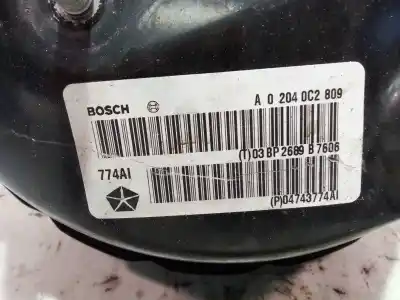 BOSCH A 0 204 0C2 809
(T)03 BP 2689 B 7606
774AI
(P)04743774AI